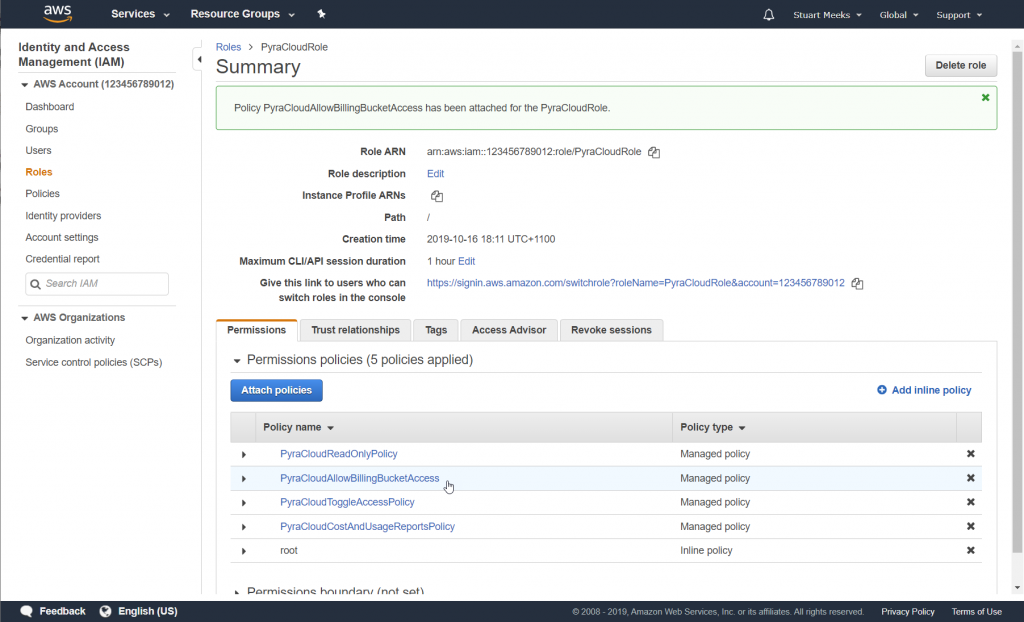 aws Services Resource Groups Stuart Meeks Global Support
Identity and Access
Management (IAM)
AWS Account (123456789012)
Dashboard
Groups
Users
Roles
Policies
Identity providers
Account settings
Credential report
Search IAM
AWS Organizations
Organization activity
Service control policies (SCPs)
Roles > PyraCloudRole
Summary
Delete role
Policy PyraCloudAllowBillingBucketAccess has been attached for the PyraCloudRole.
Role ARN arn:aws:iam::123456789012:role/PyraCloudRole
Role description Edit
Instance Profile ARNs
Path /
Creation time 2019-10-16 18:11 UTC+1100
Maximum CLI/API session duration 1 hour Edit
Give this link to users who can https://signin.aws.amazon.com/switchrole?roleName=PyraCloudRole&account=123456789012
switch roles in the console
Permissions Trust relationships Tags Access Advisor Revoke sessions
Permissions policies (5 policies applied)
Attach policies Add inline policy
Policy name Policy type
PyraCloudReadOnlyPolicy Managed policy
PyraCloudAllowBillingBucketAccess Managed policy
PyraCloudToggleAccessPolicy Managed policy
PyraCloudCostAndUsageReportsPolicy Managed policy
root Inline policy
Permissions boundary (not set)
Feedback English (US) © 2008 - 2019, Amazon Web Services, Inc. or its affiliates. All rights reserved. Privacy Policy Terms of Use